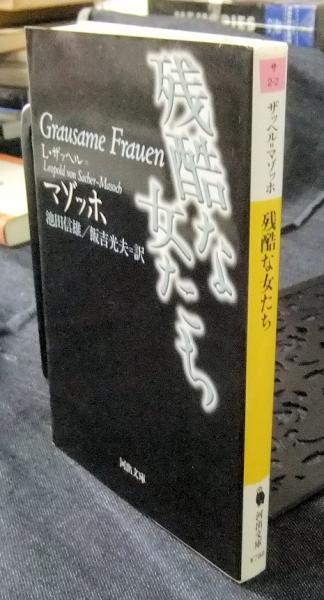 残酷な
女たち
Grausame Frauen
L・ザッヘル=
Leopold von Sacher-Masoch
マゾッホ
池田信雄/飯吉光夫=訳
河出文庫
サ
2-2
ザッヘル=マゾッホ
残酷な女たち
河出文庫